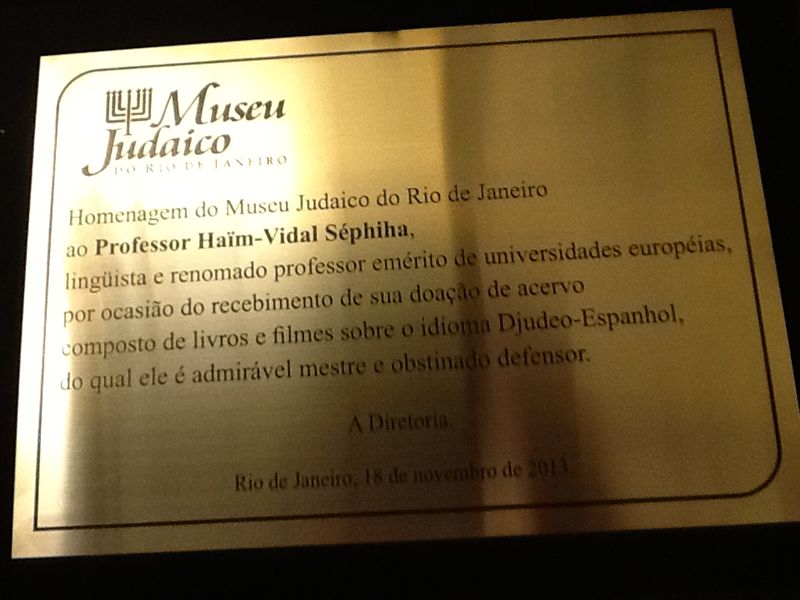 Museu
Judaico
DO RIO DE JANEIRO
Homenagem do Museu Judaico do Rio de Janeiro
ao Professor Haïm-Vidal Séphiha,
lingüista e renomado professor emérito de universidades européias,
por ocasião do recebimento de sua doação de acervo
composto de livros e filmes sobre o idioma Djudeo-Espanhol,
do qual ele é admirável mestre e obstinado defensor.
A Diretoria.
Rio de Janeiro, 18 de novembro de 2013.